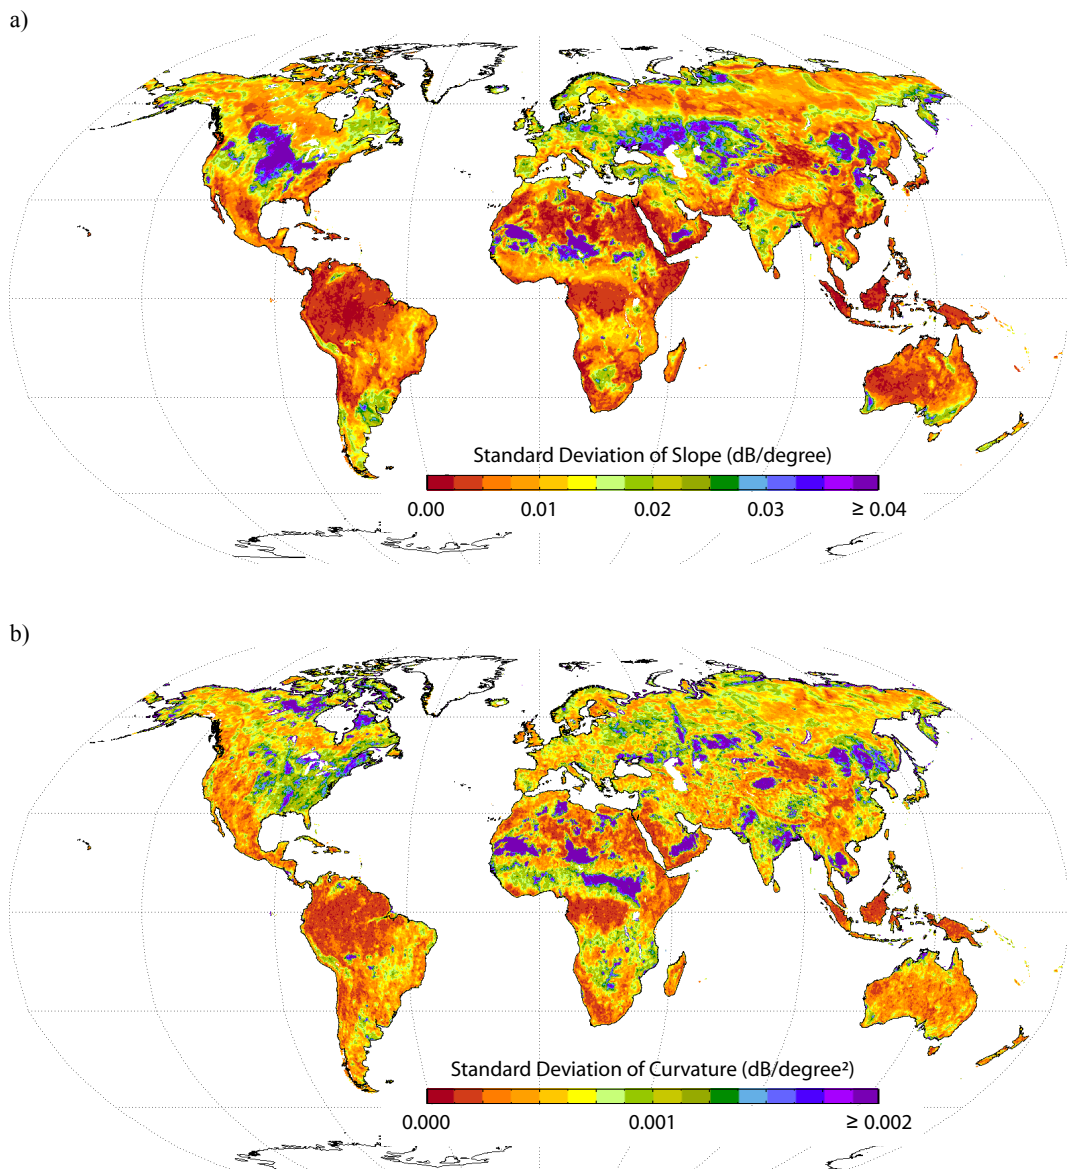 a)
Standard Deviation of Slope (dB/degree)
0.00 0.01 0.02 0.03 ≥ 0.04
b)
Standard Deviation of Curvature (dB/degree²)
0.000 0.001 ≥ 0.002